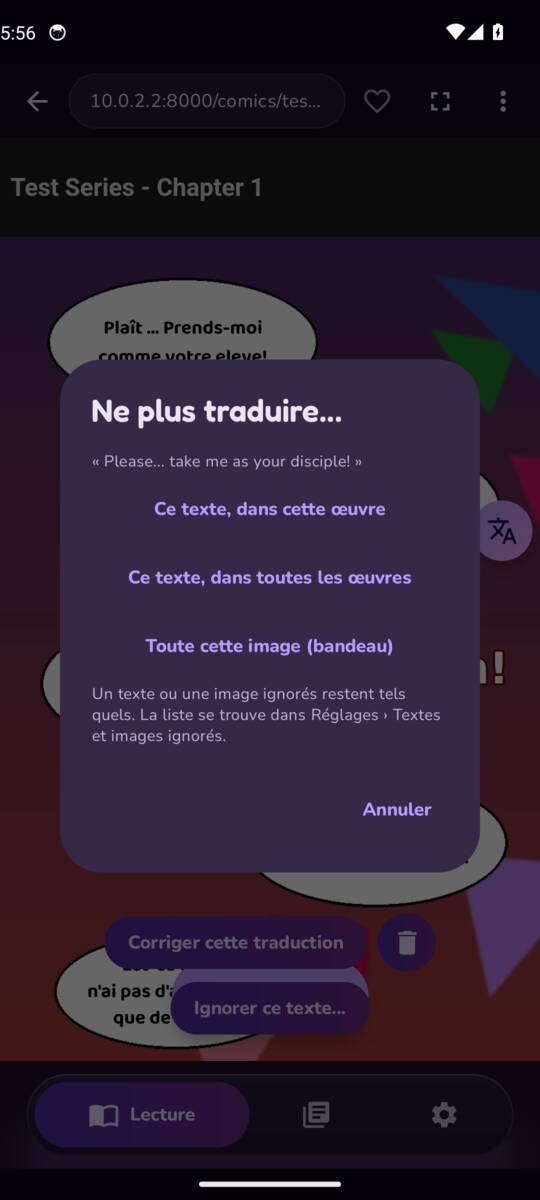 5:56
10.0.2.2:8000/comics/tes...
Test Series - Chapter 1
Plaît ... Prends-moi
comme votre eleve!
Ne plus traduire...
« Please... take me as your disciple! »
Ce texte, dans cette œuvre
Ce texte, dans toutes les œuvres
Toute cette image (bandeau)
Un texte ou une image ignorés restent tels
quels. La liste se trouve dans Réglages › Textes
et images ignorés.
Annuler
Corriger cette traduction
n'ai pas d'a
que de
Ignorer ce texte...
Lecture